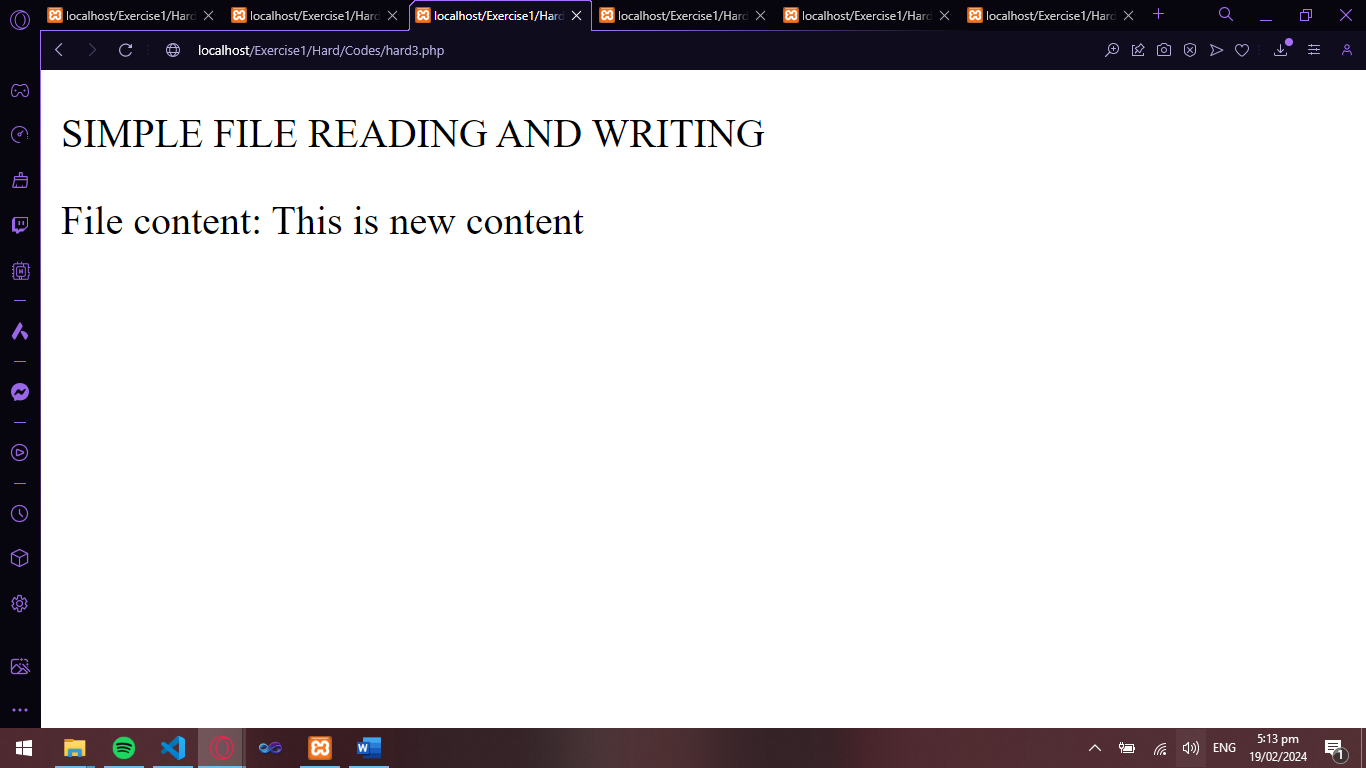 localhost/Exercise1/Hard
localhost/Exercise1/Hard
localhost/Exercise1/Hard
localhost/Exercise1/Hard
localhost/Exercise1/Hard
localhost/Exercise1/Hard
localhost/Exercise1/Hard/Codes/hard3.php
SIMPLE FILE READING AND WRITING
File content: This is new content
ENG
5:13 pm
19/02/2024
1